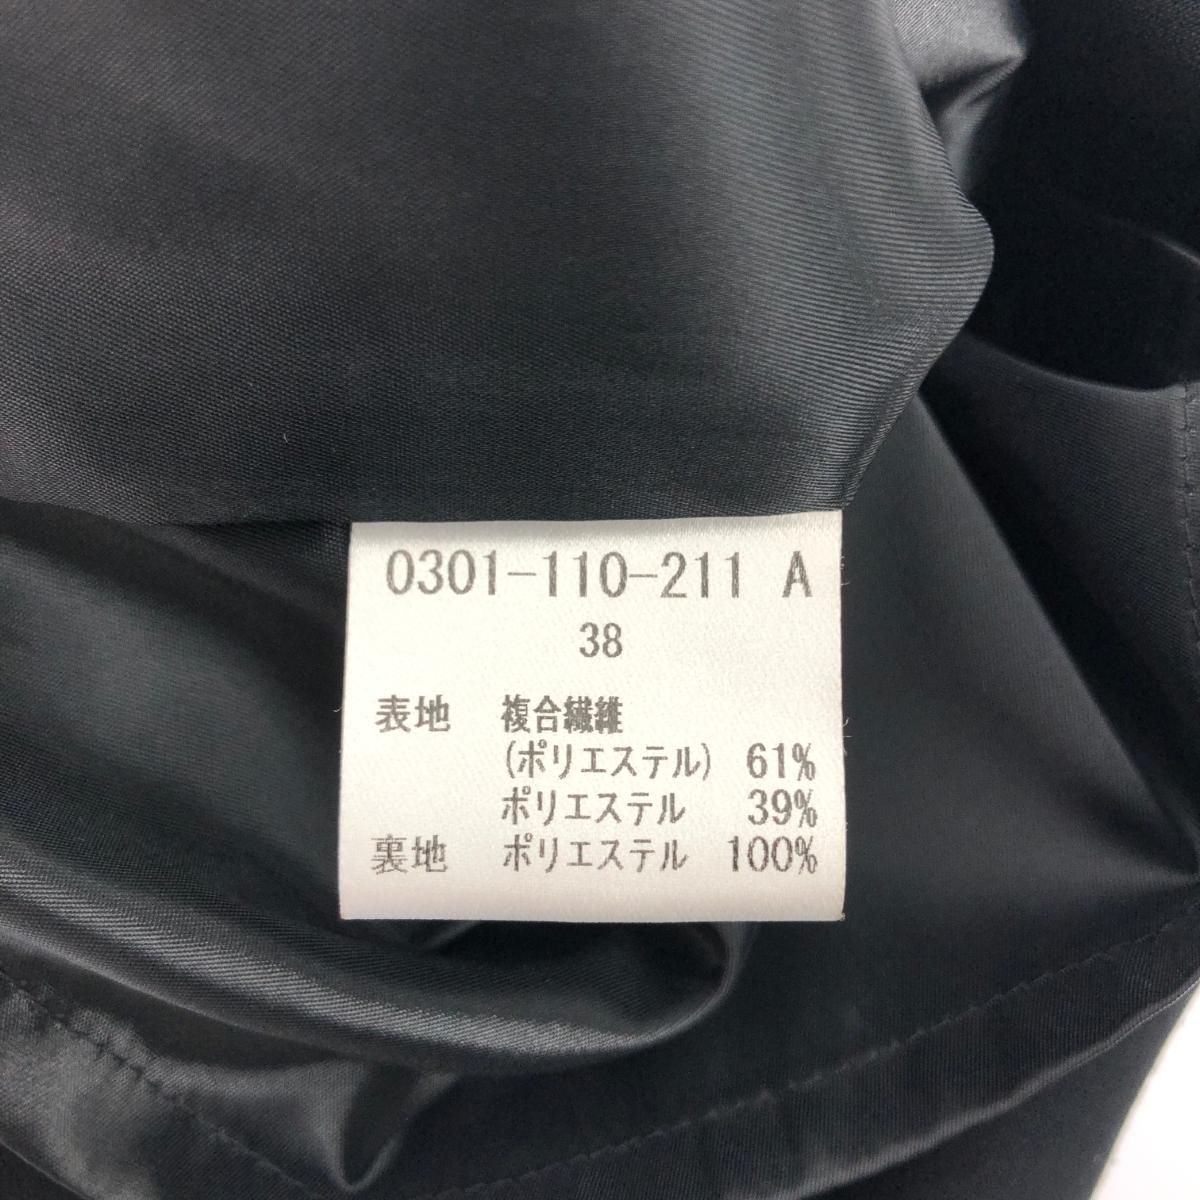 0301-110-211 A
38
表地 複合繊維
(ポリエステル) 61%
ポリエステル 39%
裏地 ポリエステル 100%